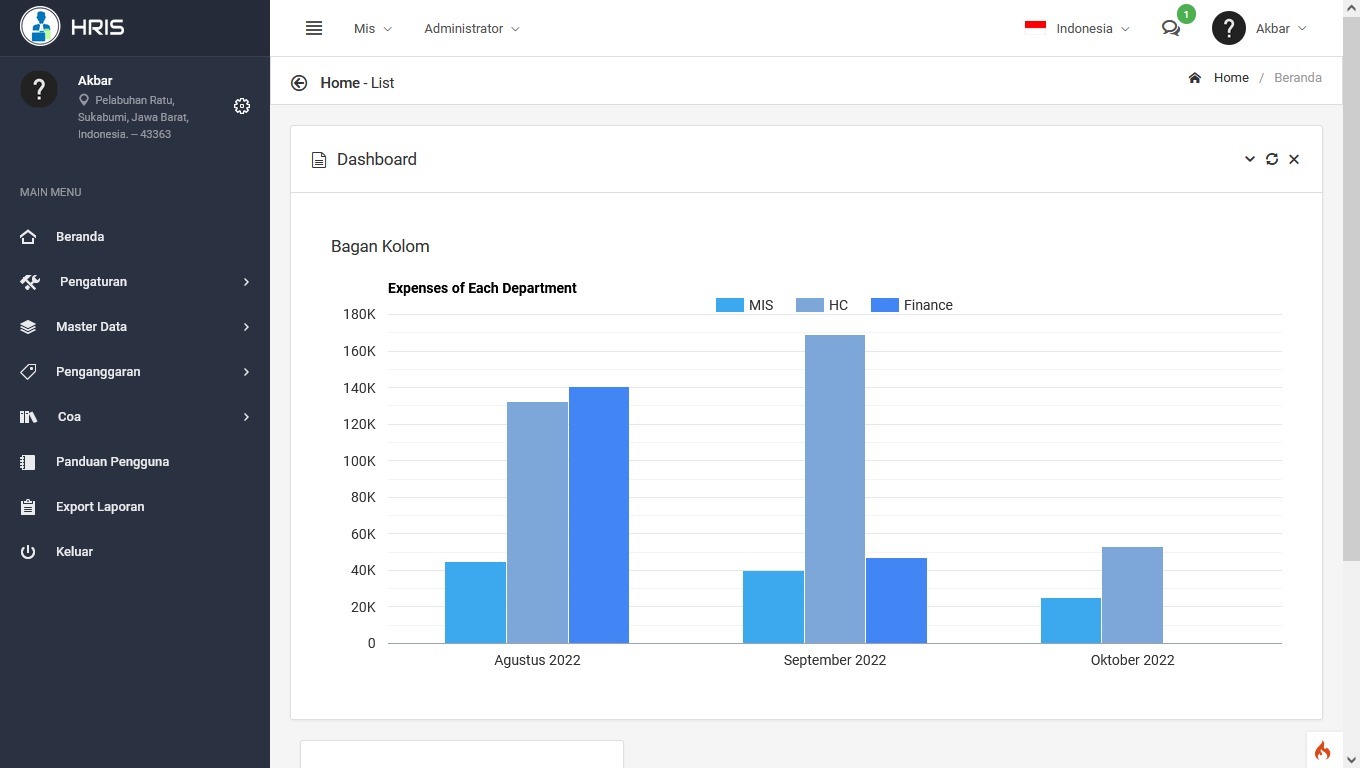 HRIS
Mis
Administrator
Indonesia
1
?
Akbar
?
Akbar
Pelabuhan Ratu,
Sukabumi, Jawa Barat,
Indonesia. – 43363
Home - List
Home / Beranda
MAIN MENU
Beranda
Pengaturan
Master Data
Penganggaran
Coa
Panduan Pengguna
Export Laporan
Keluar
Dashboard
Bagan Kolom
Expenses of Each Department
MIS HC Finance
180K
160K
140K
120K
100K
80K
60K
40K
20K
0
Agustus 2022 September 2022 Oktober 2022